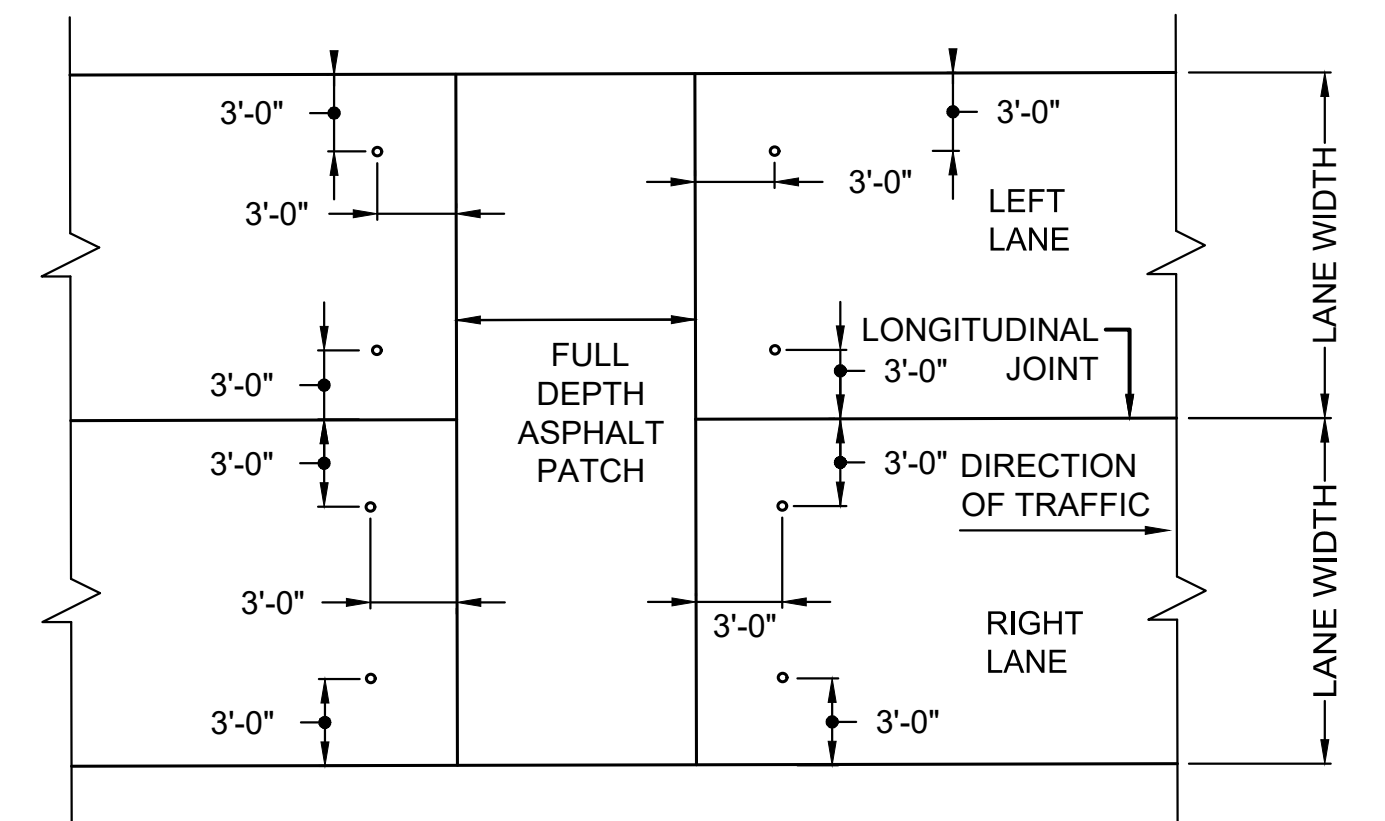 3'-0"
3'-0"
3'-0"
3'-0"
LEFT
LANE
3'-0"
LONGITUDINAL
JOINT
FULL
DEPTH
ASPHALT
PATCH
3'-0"
3'-0"
3'-0"
3'-0"
DIRECTION
OF TRAFFIC
3'-0"
3'-0"
RIGHT
LANE
3'-0"
3'-0"
LANE WIDTH
LANE WIDTH